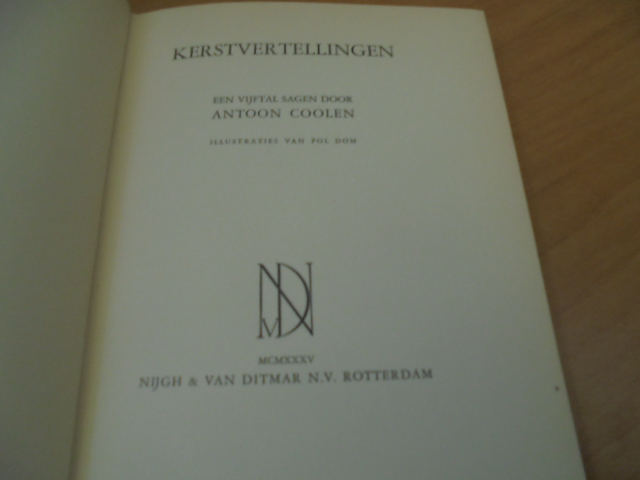 KERSTVERTELLINGEN
EEN VIJFTAL SAGEN DOOR
ANTOON COOLEN
ILLUSTRATIES VAN POL DOM
NDM
MCMXXXV
NIJGH & VAN DITMAR N.V. ROTTERDAM